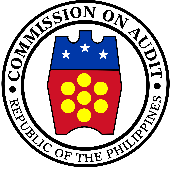 • COMMISSION ON AUDIT •
REPUBLIC OF THE PHILIPPINES